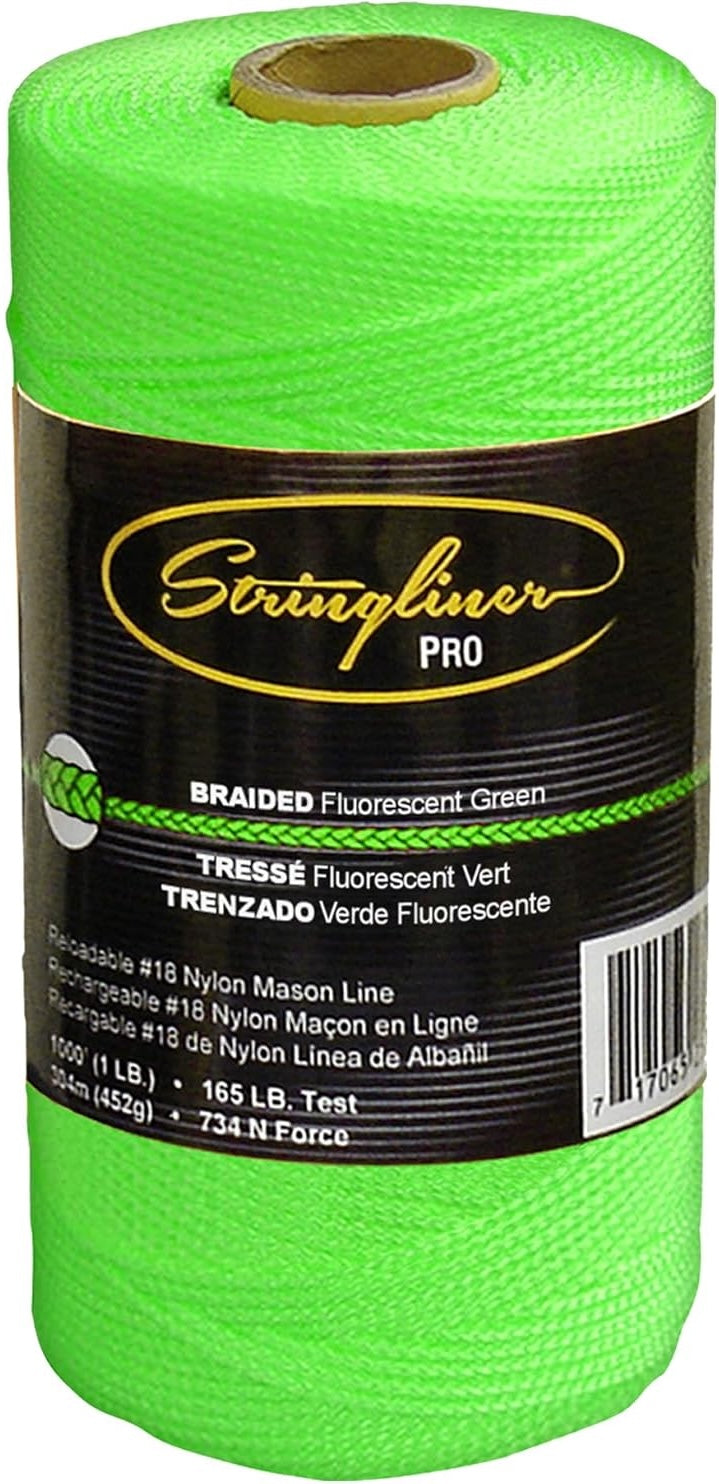 Stringliner
PRO
BRAIDED Fluorescent Green
TRESSÉ Fluorescent Vert
TRENZADO Verde Fluorescente
Reloadable #18 Nylon Mason Line
Rechargeable #18 Nylon Maçon en Ligne
Recargable #18 de Nylon Linea de Albañil
1000' (1 LB.) • 165 LB. Test
304m (452g) • 734 N Force
7 17065